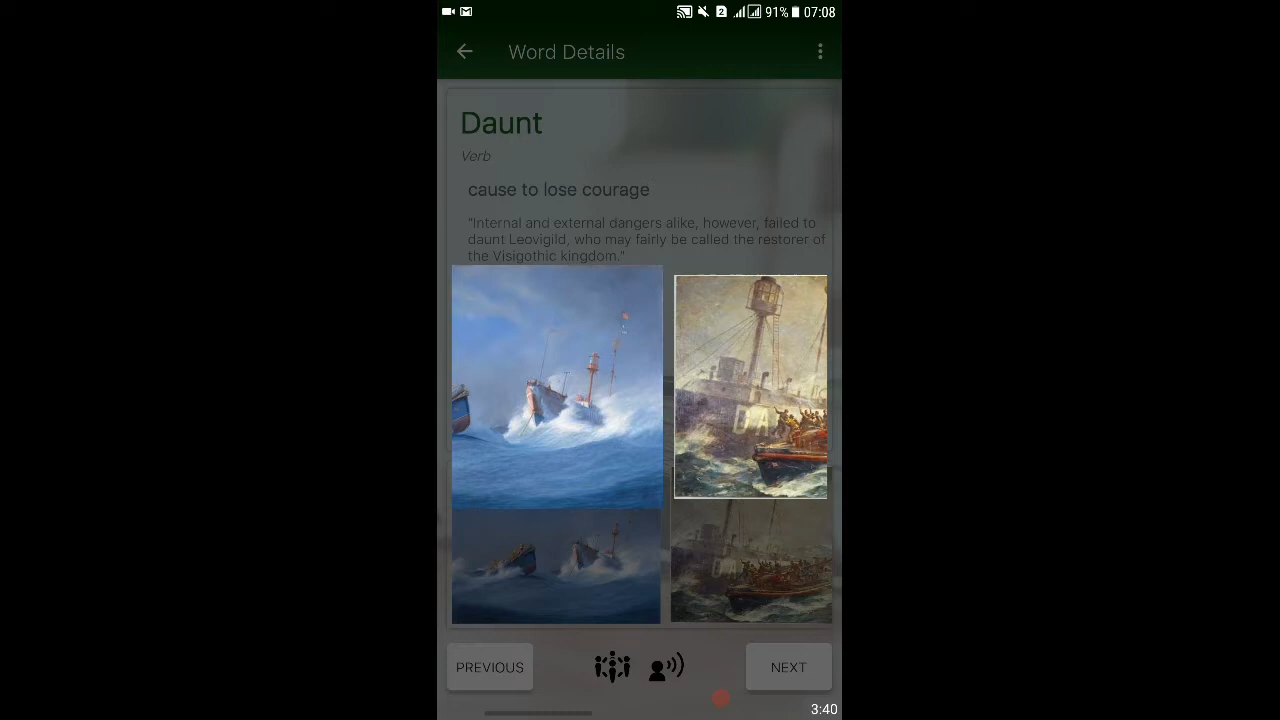 2 91% 07:08
Word Details
Daunt
Verb
cause to lose courage
"Internal and external dangers alike, however, failed to
daunt Leovigild, who may fairly be called the restorer of
the Visigothic kingdom."
PREVIOUS
NEXT
3:40